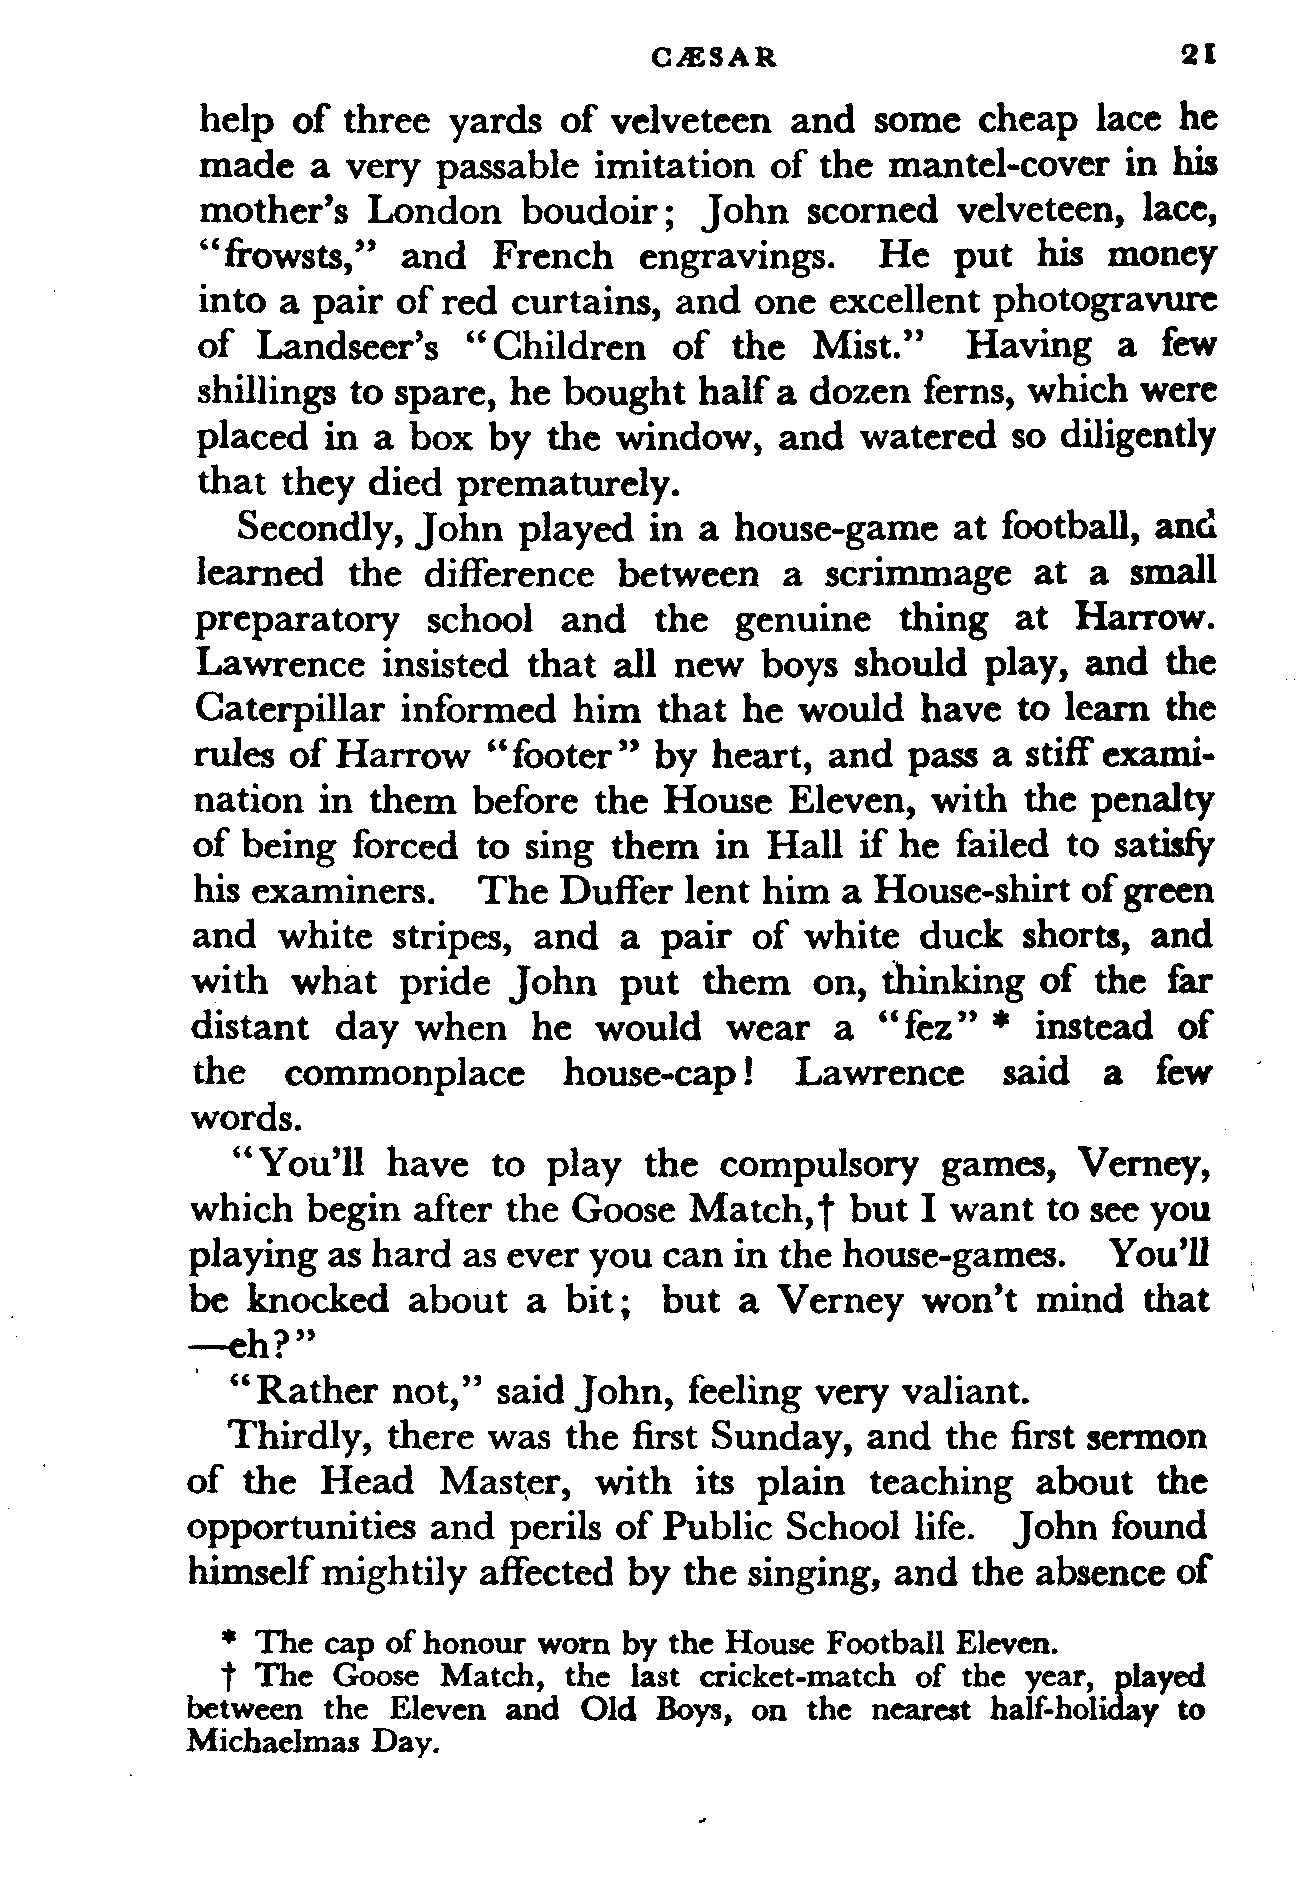 CÆSAR 21
help of three yards of velveteen and some cheap lace he
made a very passable imitation of the mantel-cover in his
mother's London boudoir; John scorned velveteen, lace,
"frowsts," and French engravings. He put his money
into a pair of red curtains, and one excellent photogravure
of Landseer's "Children of the Mist." Having a few
shillings to spare, he bought half a dozen ferns, which were
placed in a box by the window, and watered so diligently
that they died prematurely.
Secondly, John played in a house-game at football, and
learned the difference between a scrimmage at a small
preparatory school and the genuine thing at Harrow.
Lawrence insisted that all new boys should play, and the
Caterpillar informed him that he would have to learn the
rules of Harrow "footer" by heart, and pass a stiff exami-
nation in them before the House Eleven, with the penalty
of being forced to sing them in Hall if he failed to satisfy
his examiners. The Duffer lent him a House-shirt of green
and white stripes, and a pair of white duck shorts, and
with what pride John put them on, thinking of the far
distant day when he would wear a "fez" * instead of
the commonplace house-cap! Lawrence said a few
words.
"You'll have to play the compulsory games, Verney,
which begin after the Goose Match,† but I want to see you
playing as hard as ever you can in the house-games. You'll
be knocked about a bit; but a Verney won't mind that
—eh?"
"Rather not," said John, feeling very valiant.
Thirdly, there was the first Sunday, and the first sermon
of the Head Master, with its plain teaching about the
opportunities and perils of Public School life. John found
himself mightily affected by the singing, and the absence of
* The cap of honour worn by the House Football Eleven.
† The Goose Match, the last cricket-match of the year, played
between the Eleven and Old Boys, on the nearest half-holiday to
Michaelmas Day.